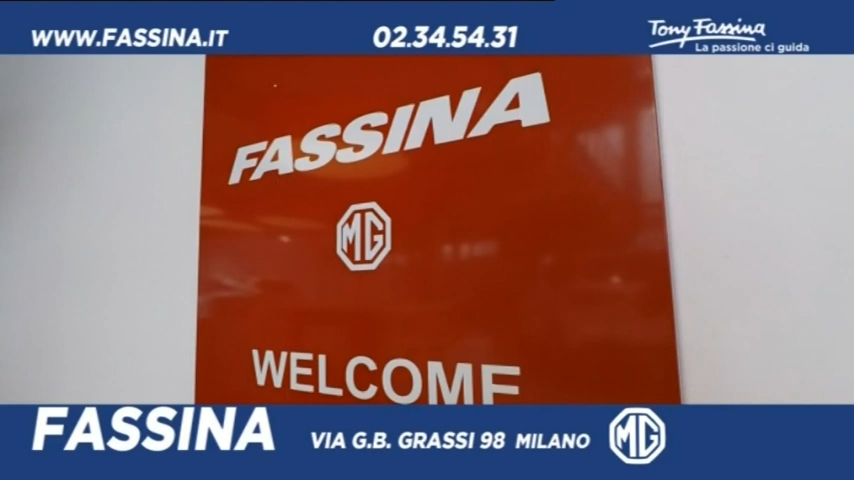 WWW.FASSINA.IT
02.34.54.31
Tony Fassina
La passione ci guida
FASSINA
MG
WELCOME
FASSINA
VIA G.B. GRASSI 98 MILANO
MG